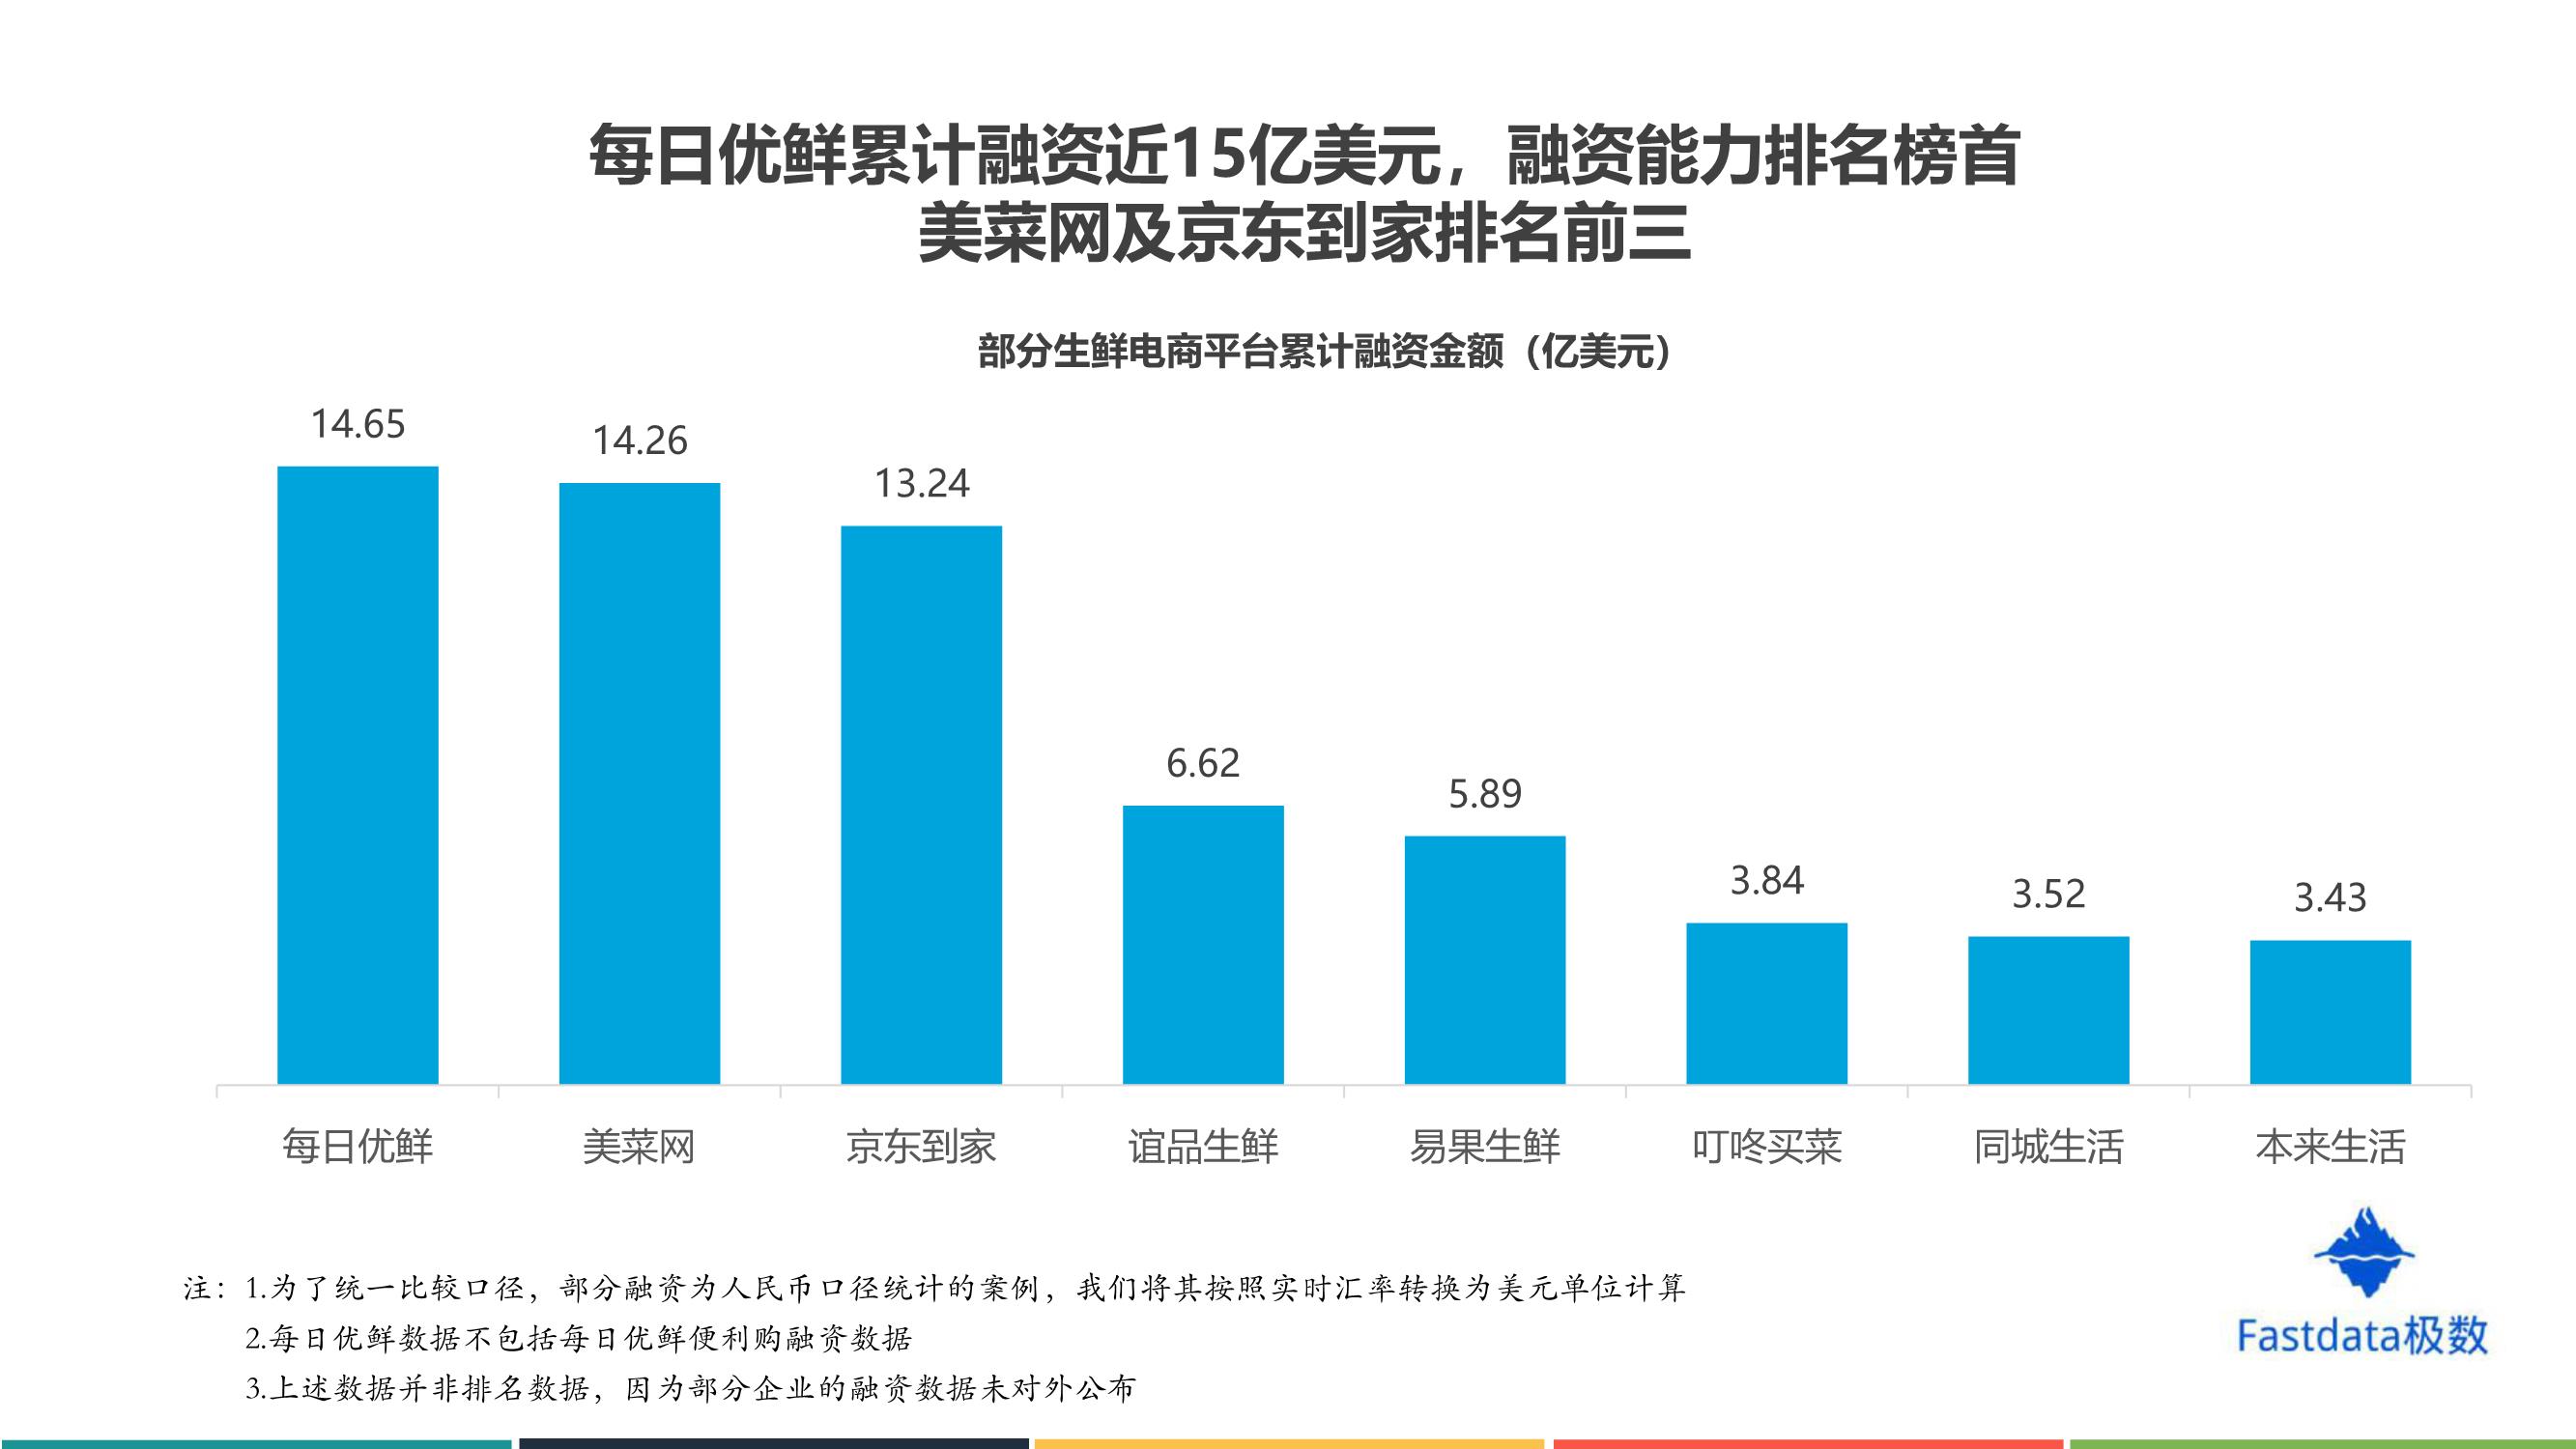 每日优鲜累计融资近15亿美元，融资能力排名榜首
美菜网及京东到家排名前三
部分生鲜电商平台累计融资金额（亿美元）
14.65
14.26
13.24
6.62
5.89
3.84
3.52
3.43
每日优鲜
美菜网
京东到家
谊品生鲜
易果生鲜
叮咚买菜
同城生活
本来生活
注：1.为了统一比较口径，部分融资为人民币口径统计的案例，我们将其按照实时汇率转换为美元单位计算
2.每日优鲜数据不包括每日优鲜便利购融资数据
3.上述数据并非排名数据，因为部分企业的融资数据未对外公布
Fastdata极数